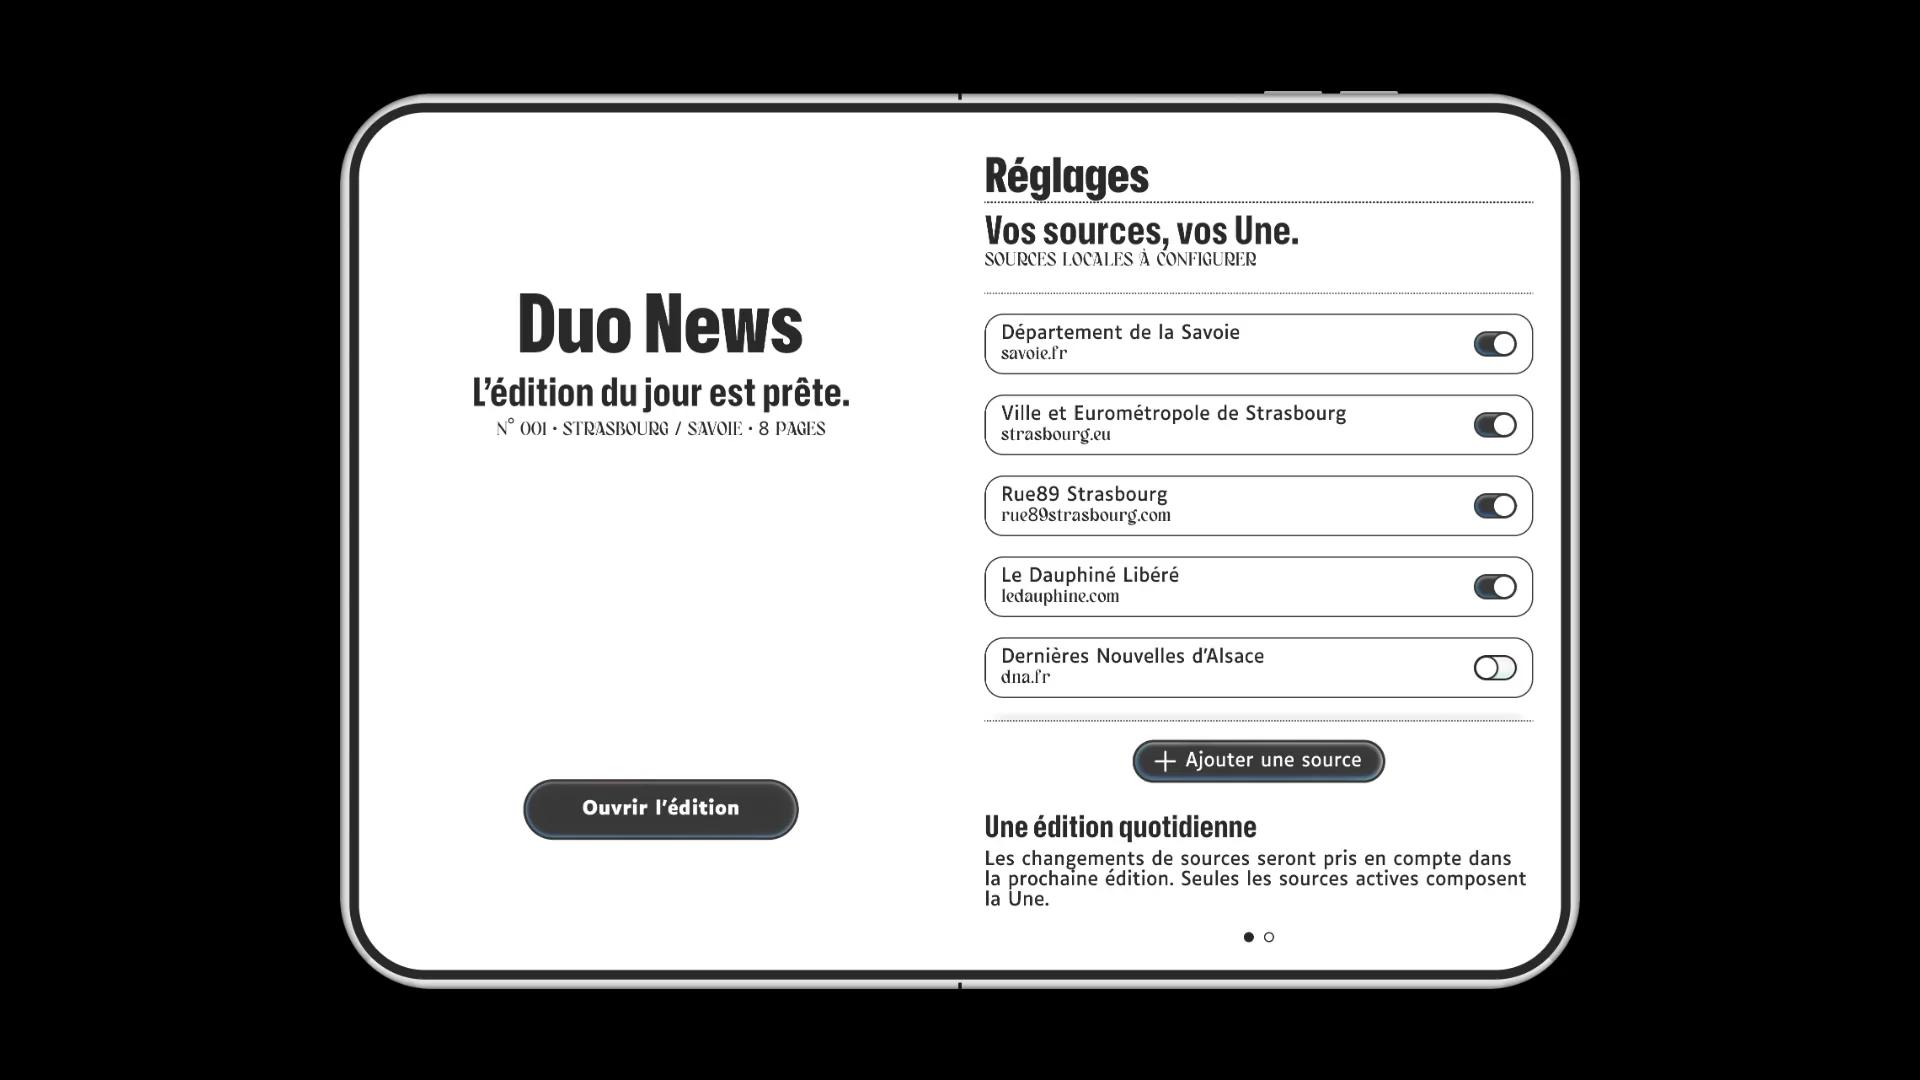 Duo News
L’édition du jour est prête.
N° 001 • STRASBOURG / SAVOIE • 8 PAGES
Ouvrir l’édition
Réglages
Vos sources, vos Une.
SOURCES LOCALES À CONFIGURER
Département de la Savoie
savoie.fr
Ville et Eurométropole de Strasbourg
strasbourg.eu
Rue89 Strasbourg
rue89strasbourg.com
Le Dauphiné Libéré
ledauphine.com
Dernières Nouvelles d’Alsace
dna.fr
+ Ajouter une source
Une édition quotidienne
Les changements de sources seront pris en compte dans
la prochaine édition. Seules les sources actives composent
la Une.